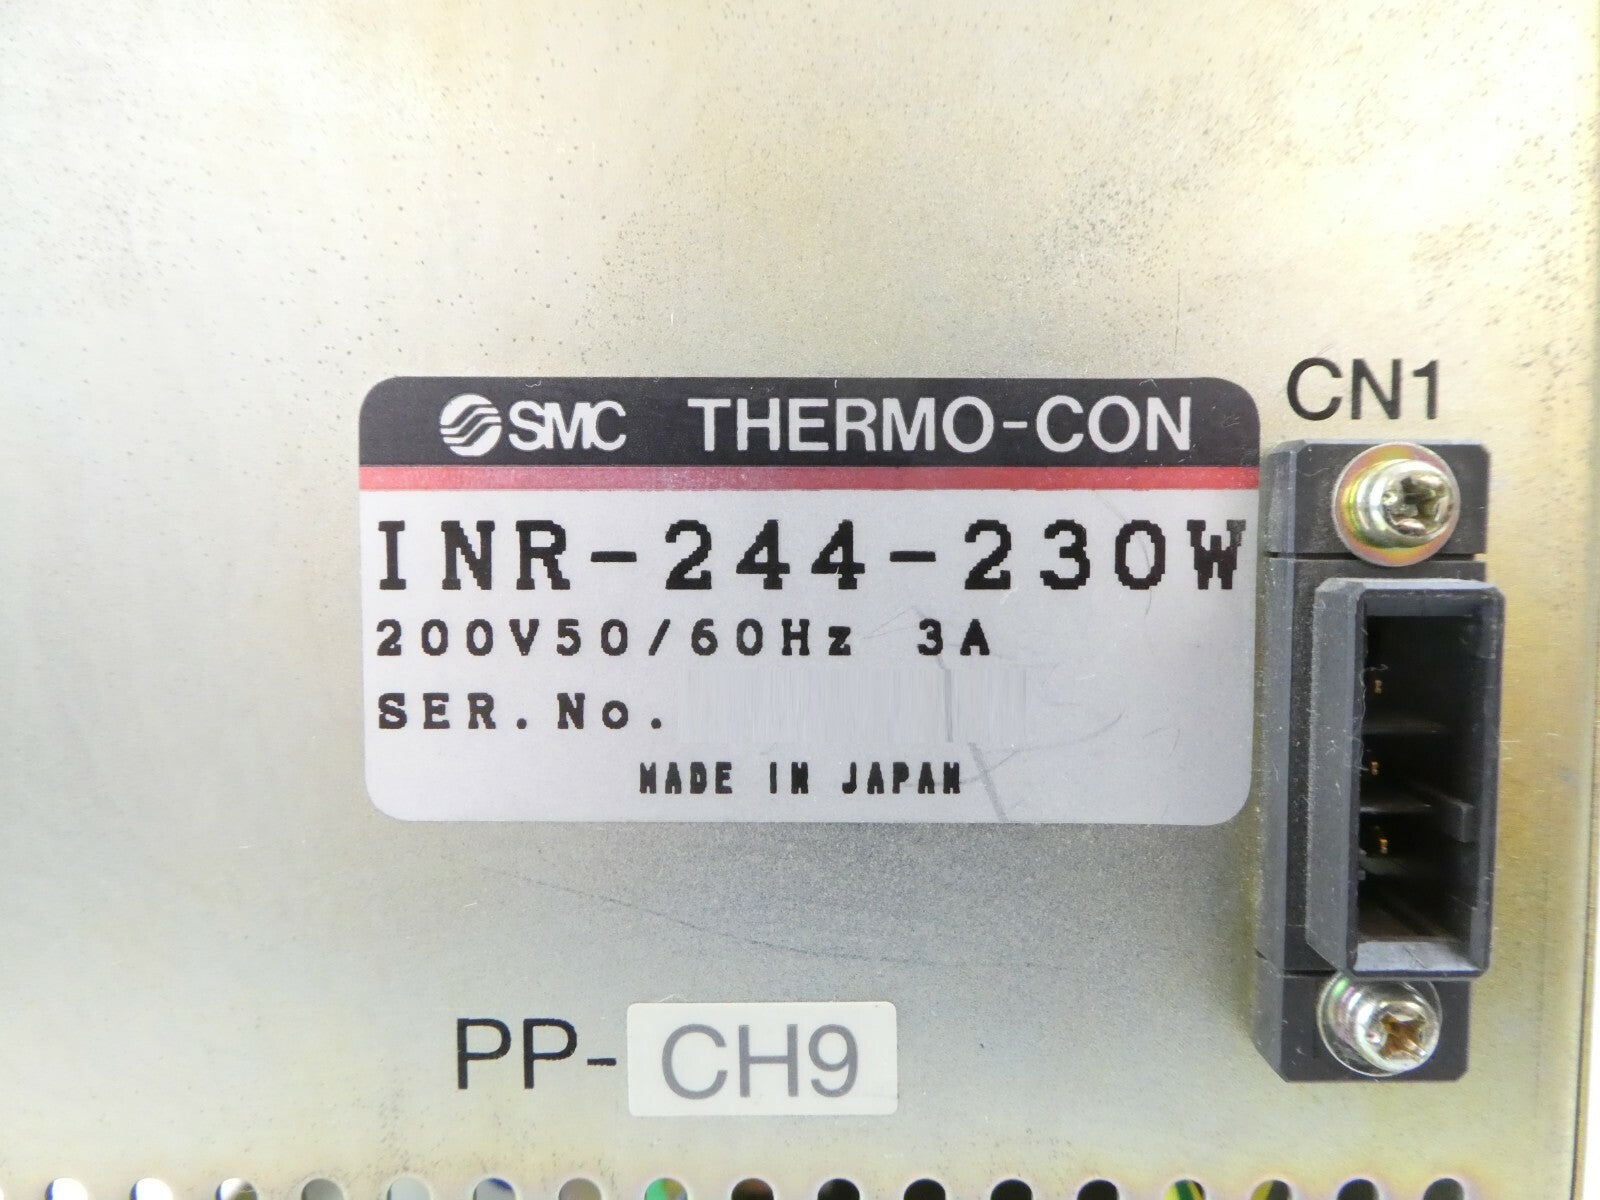 CN1
SMC THERMO-CON
INR-244-230W
200V50/60Hz 3A
SER.No.
MADE IN JAPAN
PP-CH9